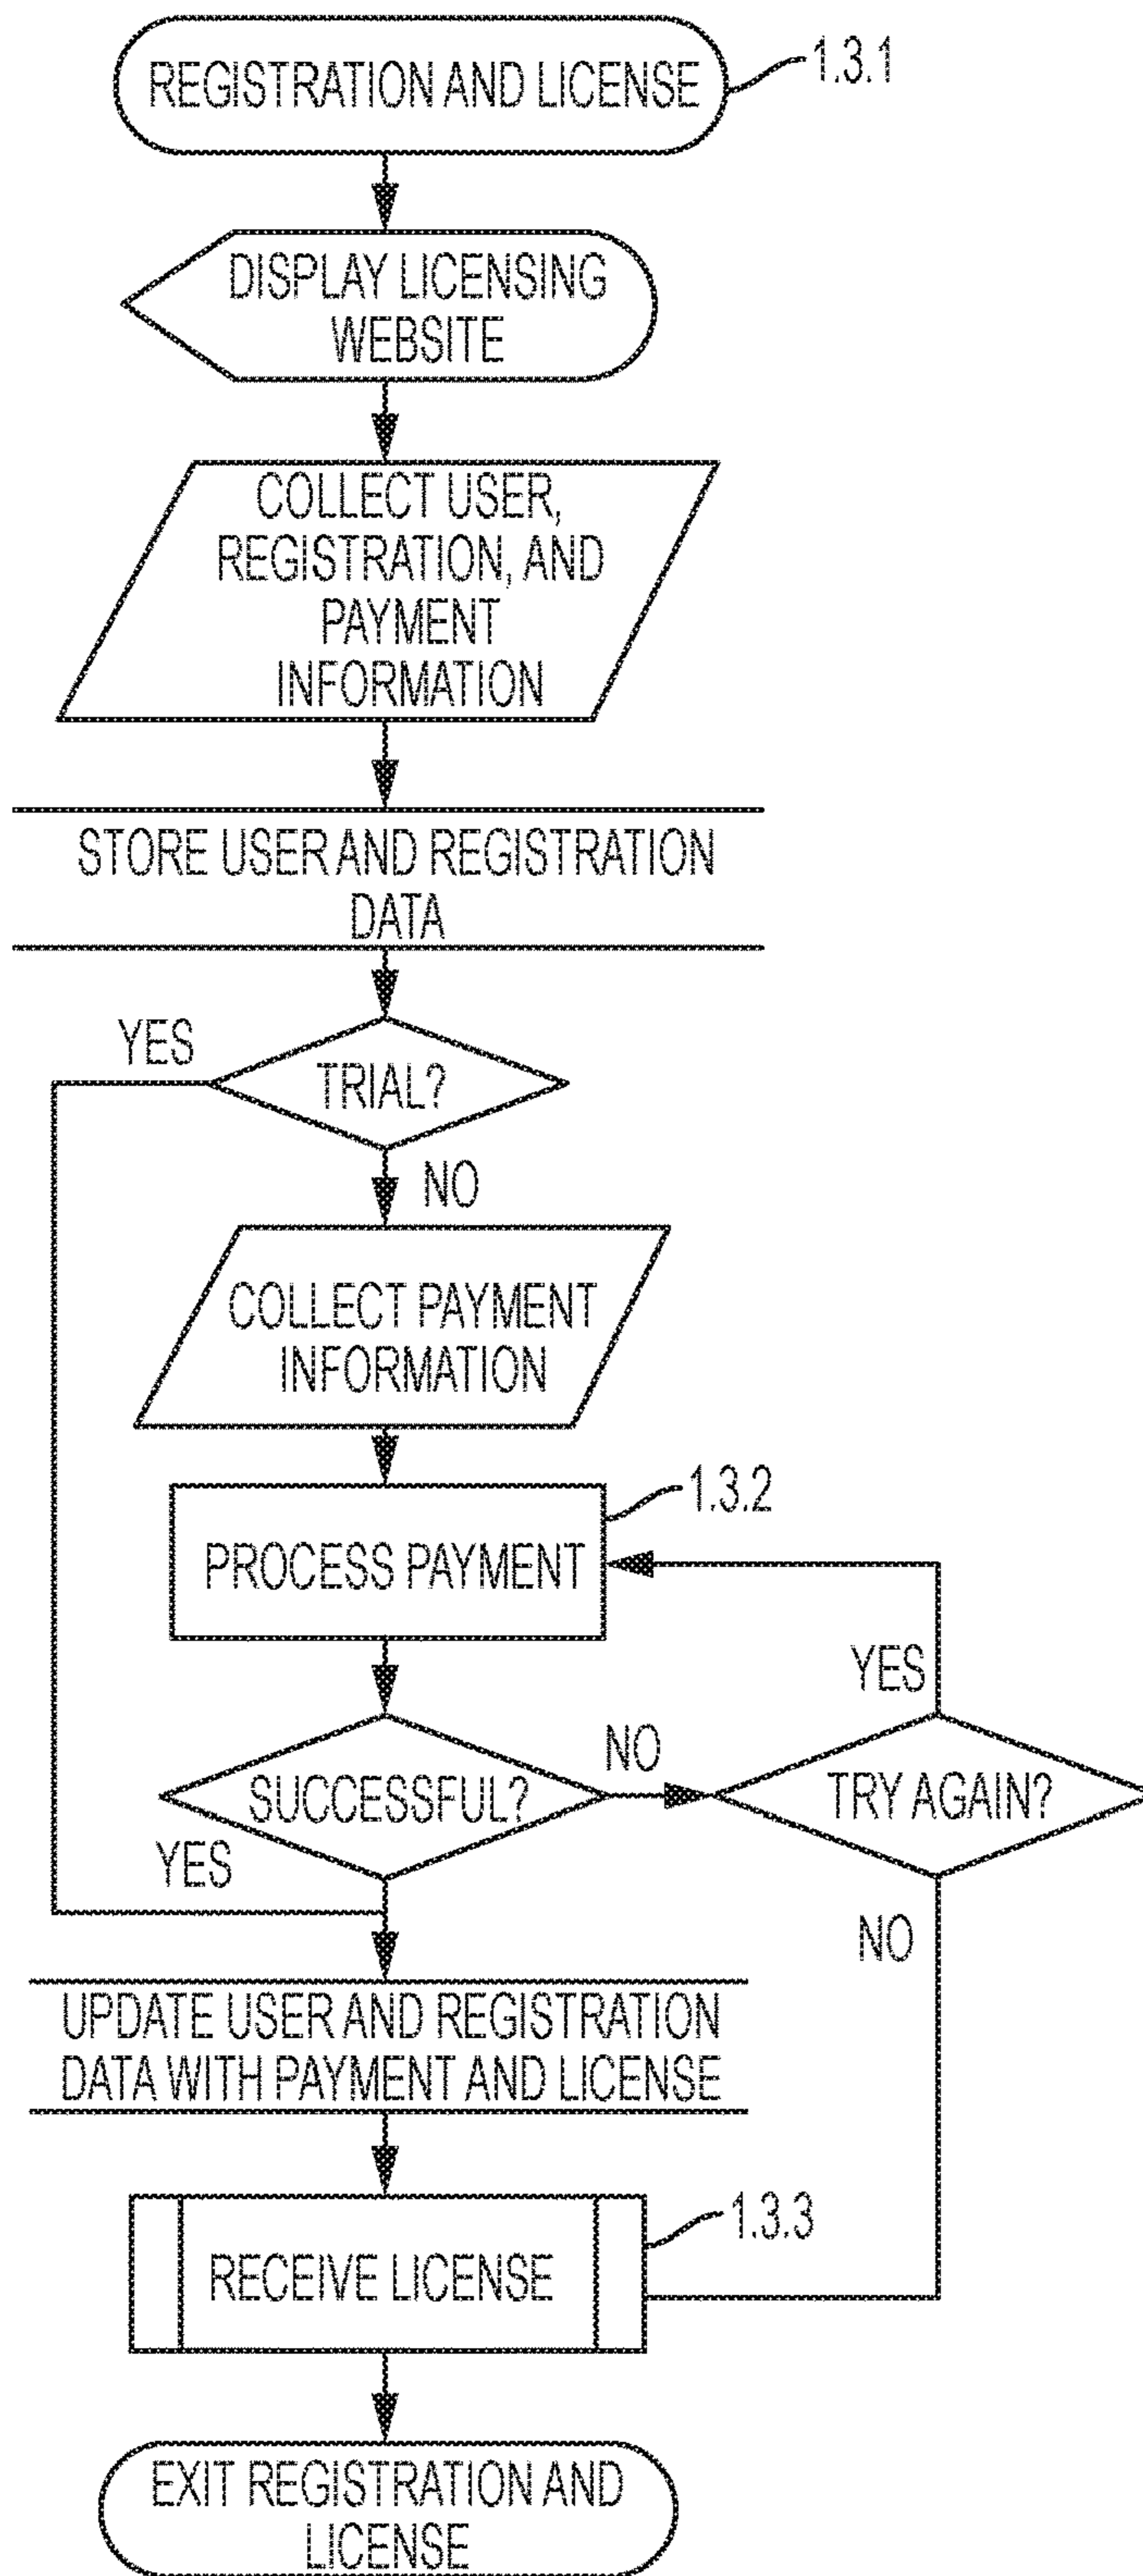 REGISTRATION AND LICENSE
1.3.1
DISPLAY LICENSING
WEBSITE
COLLECT USER,
REGISTRATION, AND
PAYMENT
INFORMATION
STORE USER AND REGISTRATION
DATA
YES
TRIAL?
NO
COLLECT PAYMENT
INFORMATION
1.3.2
PROCESS PAYMENT
YES
NO
SUCCESSFUL?
TRY AGAIN?
YES
NO
UPDATE USER AND REGISTRATION
DATA WITH PAYMENT AND LICENSE
1.3.3
RECEIVE LICENSE
EXIT REGISTRATION AND
LICENSE